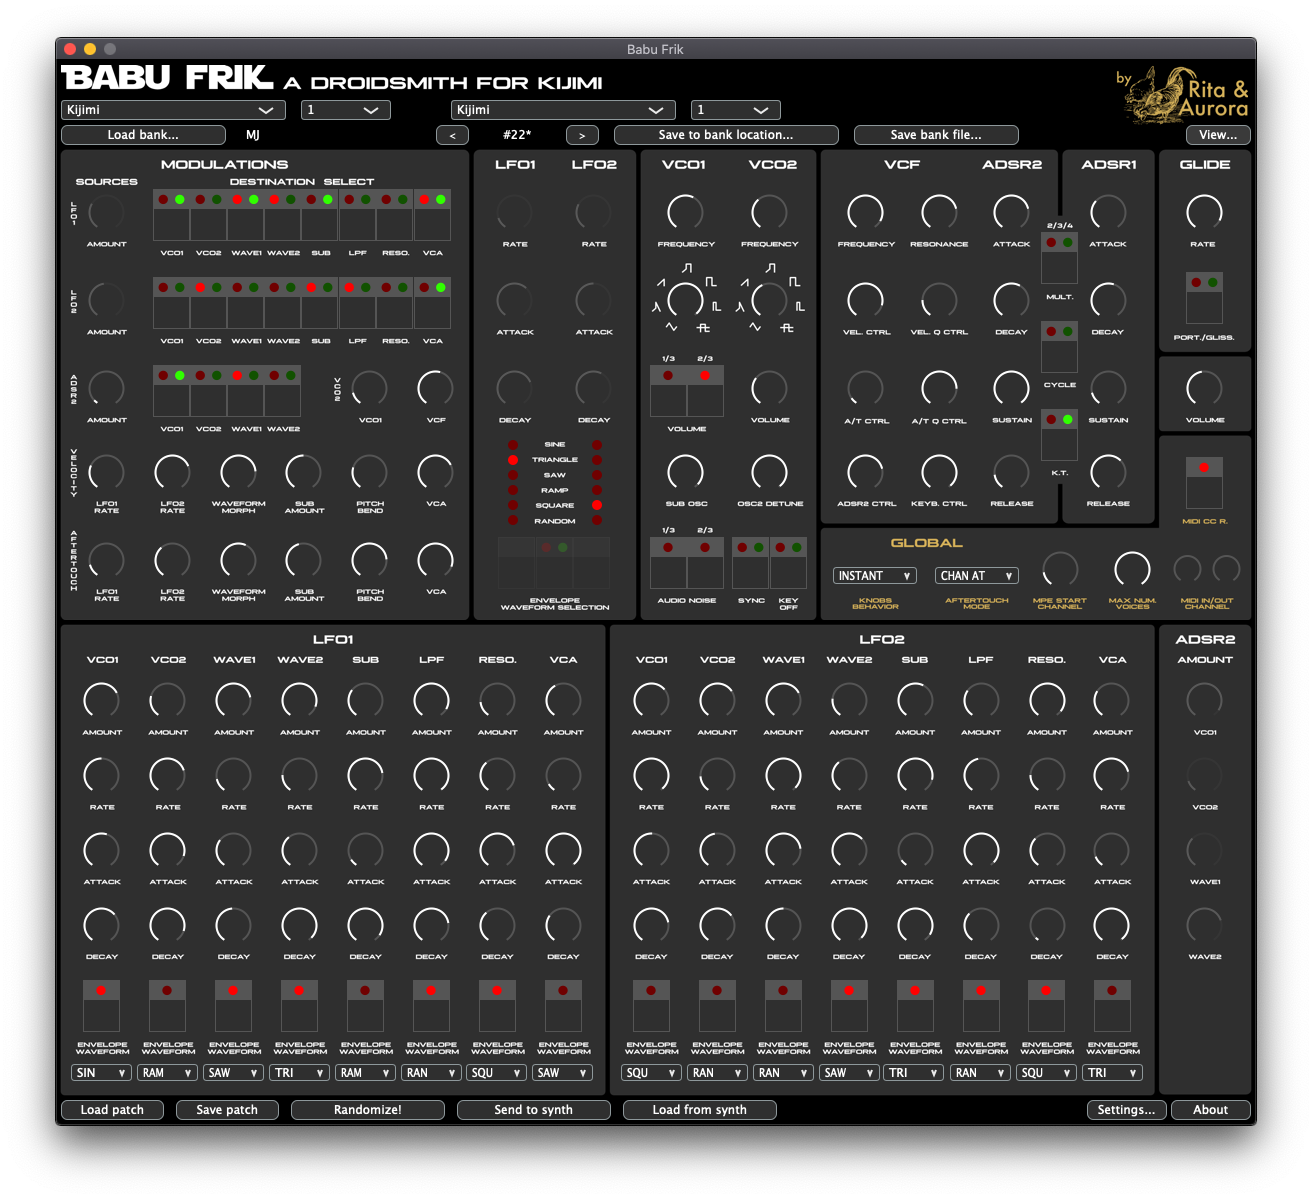 Babu Frik
BABU FRIK A DROIDSMITH FOR KIJIMI
by Rita & Aurora
Kijimi 1 Kijimi 1
Load bank... MJ < #22* > Save to bank location... Save bank file... View...
MODULATIONS LFO1 LFO2 VCO1 VCO2 VCF ADSR2 ADSR1 GLIDE
SOURCES DESTINATION SELECT
LFO1
AMOUNT RATE RATE FREQUENCY FREQUENCY FREQUENCY RESONANCE ATTACK 2/3/4 ATTACK RATE
VCO1 VCO2 WAVE1 WAVE2 SUB LPF RESO. VCA
LFO2
MULT.
AMOUNT ATTACK ATTACK VEL. CTRL VEL. Q CTRL DECAY DECAY PORT./GLISS.
VCO1 VCO2 WAVE1 WAVE2 SUB LPF RESO. VCA
1/3 2/3
ADSR2 VCO2
CYCLE
AMOUNT VCO1 VCF DECAY DECAY VOLUME A/T CTRL A/T Q CTRL SUSTAIN SUSTAIN VOLUME
VCO1 VCO2 WAVE1 WAVE2 VOLUME
SINE
TRIANGLE
SAW
RAMP
SQUARE
RANDOM
VELOCITY
K.T.
LFO1 RATE LFO2 RATE WAVEFORM MORPH SUB AMOUNT PITCH BEND VCA SUB OSC OSC2 DETUNE ADSR2 CTRL KEYB. CTRL RELEASE RELEASE
MIDI CC R.
1/3 2/3
AFTERTOUCH
GLOBAL
INSTANT CHAN AT
LFO1 RATE LFO2 RATE WAVEFORM MORPH SUB AMOUNT PITCH BEND VCA
ENVELOPE WAVEFORM SELECTION AUDIO NOISE SYNC KEY OFF
KNOBS BEHAVIOR AFTERTOUCH MODE MPE START CHANNEL MAX NUM. VOICES MIDI IN/OUT CHANNEL
LFO1 LFO2 ADSR2
VCO1 VCO2 WAVE1 WAVE2 SUB LPF RESO. VCA VCO1 VCO2 WAVE1 WAVE2 SUB LPF RESO. VCA AMOUNT
AMOUNT AMOUNT AMOUNT AMOUNT AMOUNT AMOUNT AMOUNT AMOUNT AMOUNT AMOUNT AMOUNT AMOUNT AMOUNT AMOUNT AMOUNT AMOUNT VCO1
RATE RATE RATE RATE RATE RATE RATE RATE RATE RATE RATE RATE RATE RATE RATE RATE VCO2
ATTACK ATTACK ATTACK ATTACK ATTACK ATTACK ATTACK ATTACK ATTACK ATTACK ATTACK ATTACK ATTACK ATTACK ATTACK ATTACK WAVE1
DECAY DECAY DECAY DECAY DECAY DECAY DECAY DECAY DECAY DECAY DECAY DECAY DECAY DECAY DECAY DECAY WAVE2
ENVELOPE ENVELOPE ENVELOPE ENVELOPE ENVELOPE ENVELOPE ENVELOPE ENVELOPE ENVELOPE ENVELOPE ENVELOPE ENVELOPE ENVELOPE ENVELOPE ENVELOPE ENVELOPE
WAVEFORM WAVEFORM WAVEFORM WAVEFORM WAVEFORM WAVEFORM WAVEFORM WAVEFORM WAVEFORM WAVEFORM WAVEFORM WAVEFORM WAVEFORM WAVEFORM WAVEFORM WAVEFORM
SIN RAM SAW TRI RAM RAN SQU SAW SQU RAN RAN SAW TRI RAN SQU TRI
Load patch Save patch Randomize! Send to synth Load from synth Settings... About